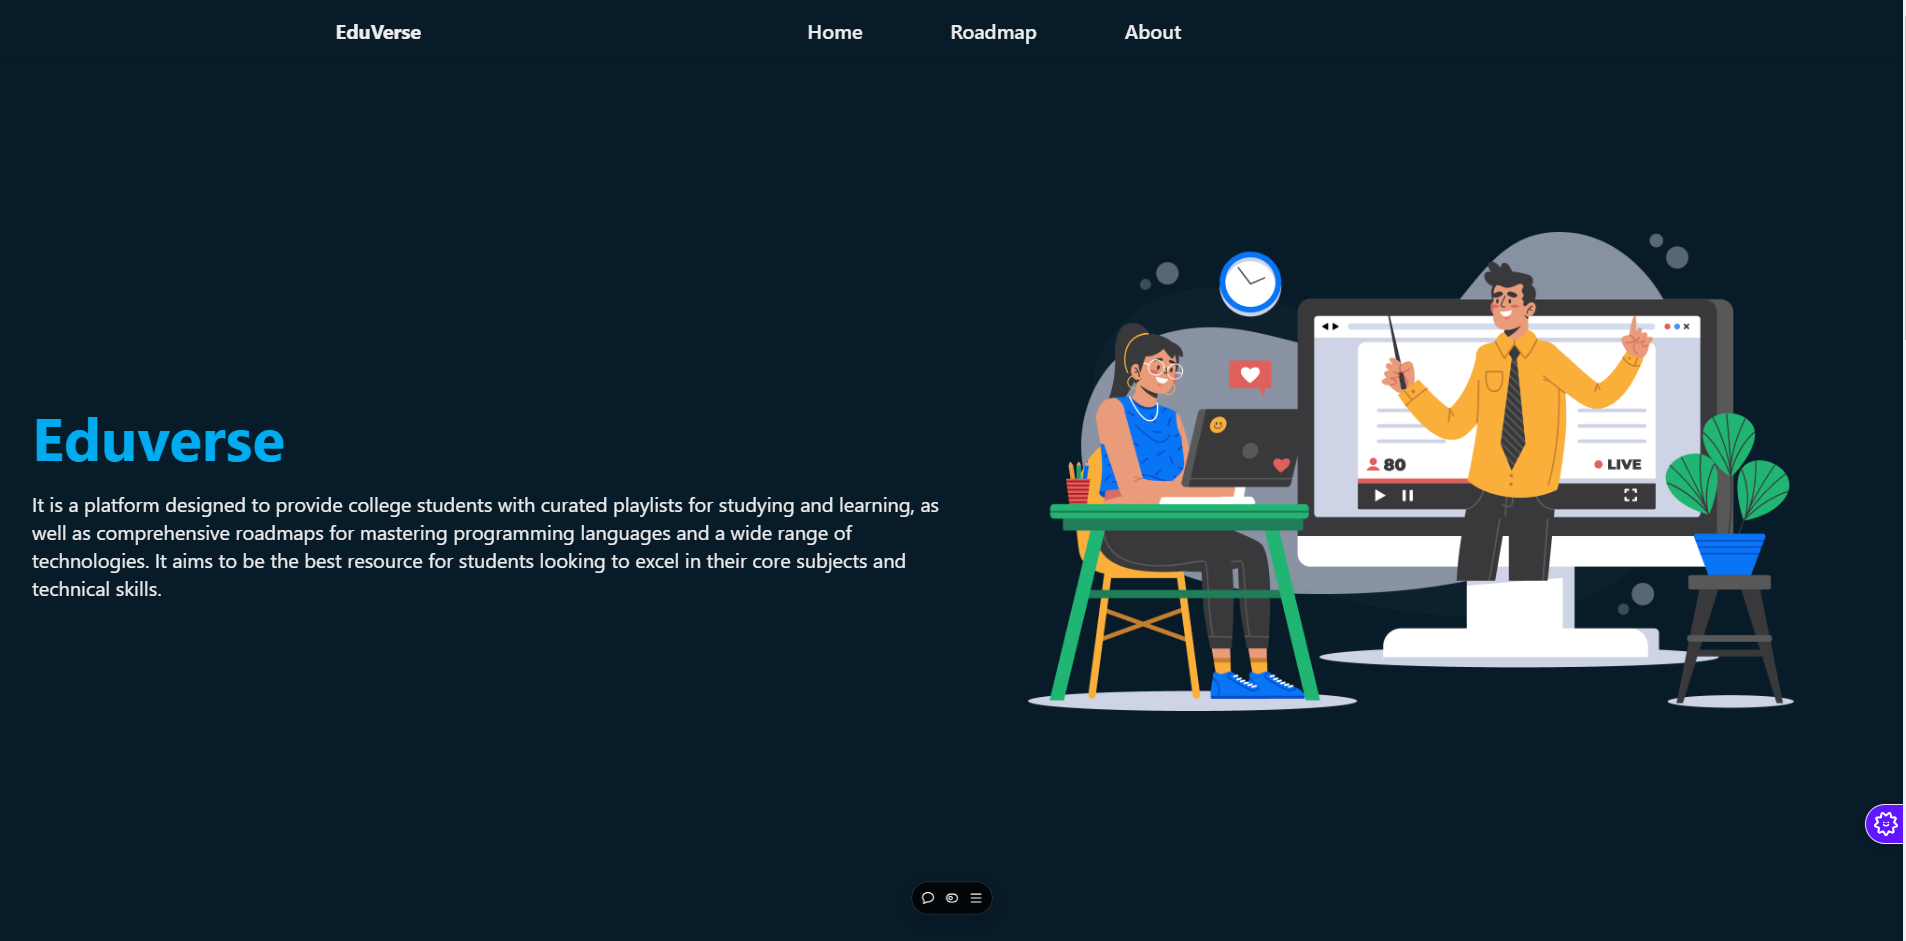 EduVerse Home Roadmap About
Eduverse
It is a platform designed to provide college students with curated playlists for studying and learning, as
well as comprehensive roadmaps for mastering programming languages and a wide range of
technologies. It aims to be the best resource for students looking to excel in their core subjects and
technical skills.
80 LIVE